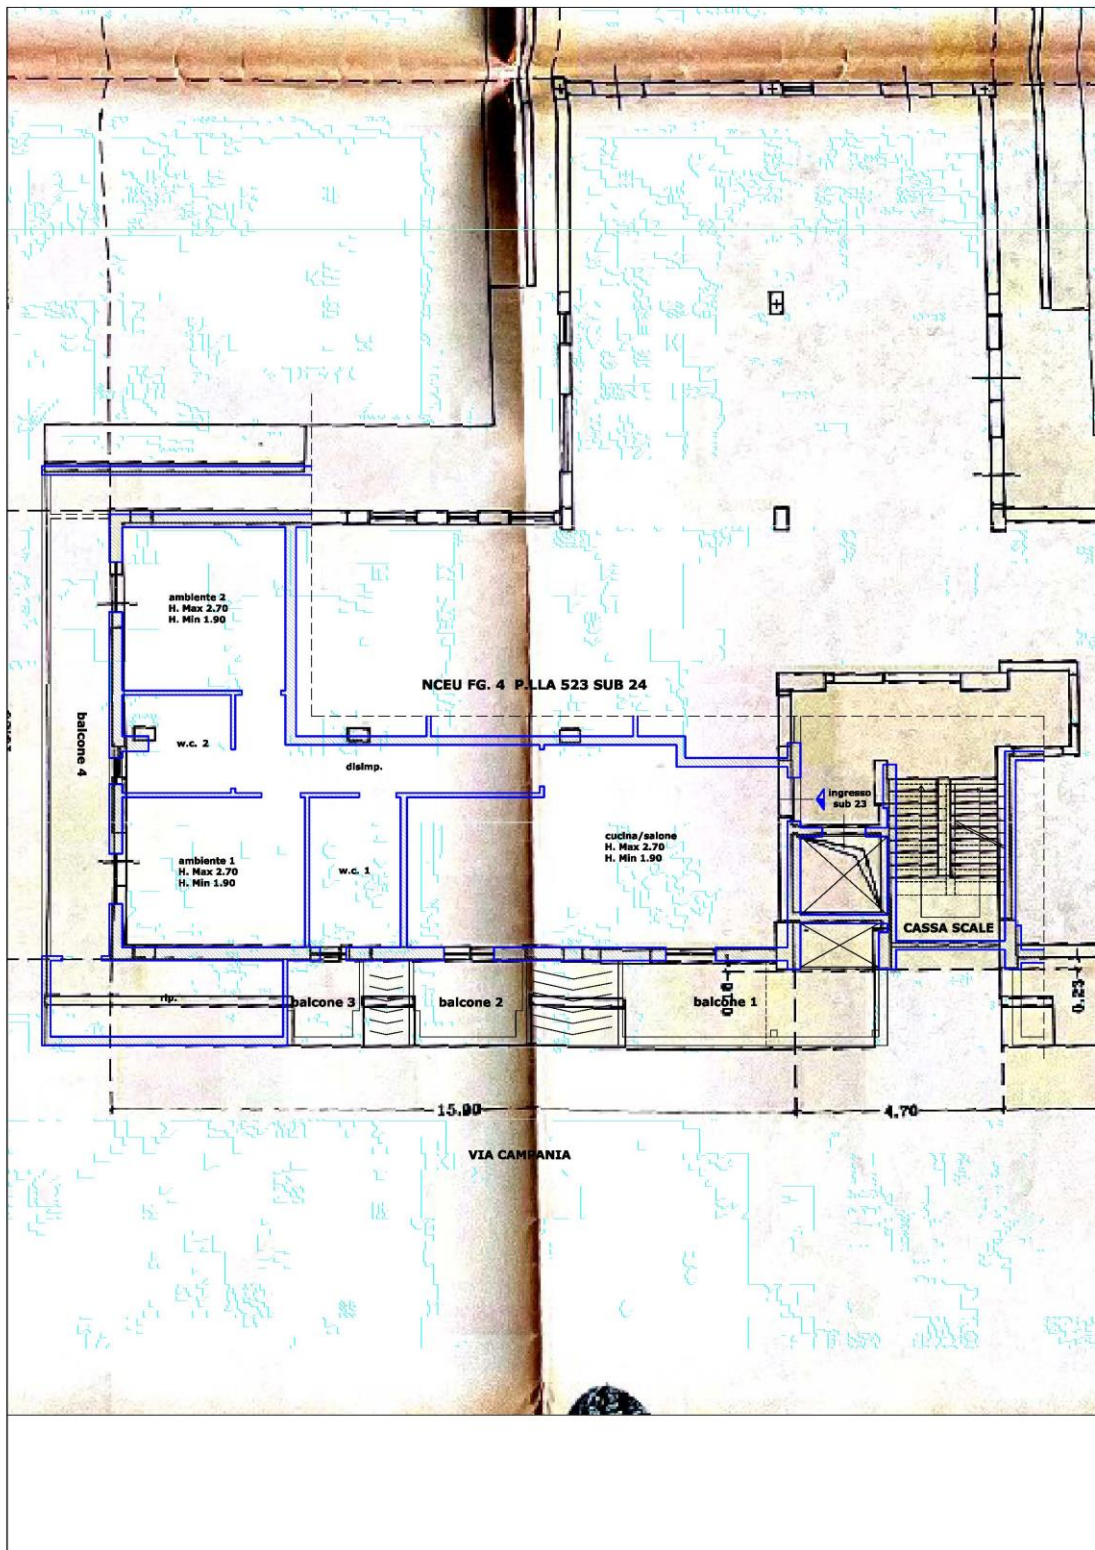 ambiente 2
H. Max 2.70
H. Min 1.90
NCEU FG. 4 P.LLA 523 SUB 24
balcone 4
w.c. 2
disimp.
ingresso
sub 23
cucina/salone
H. Max 2.70
H. Min 1.90
ambiente 1
H. Max 2.70
H. Min 1.90
w.c. 1
CASSA SCALE
rip.
balcone 3
balcone 2
balcone 1
0.23
15.90
4.70
VIA CAMPANIA